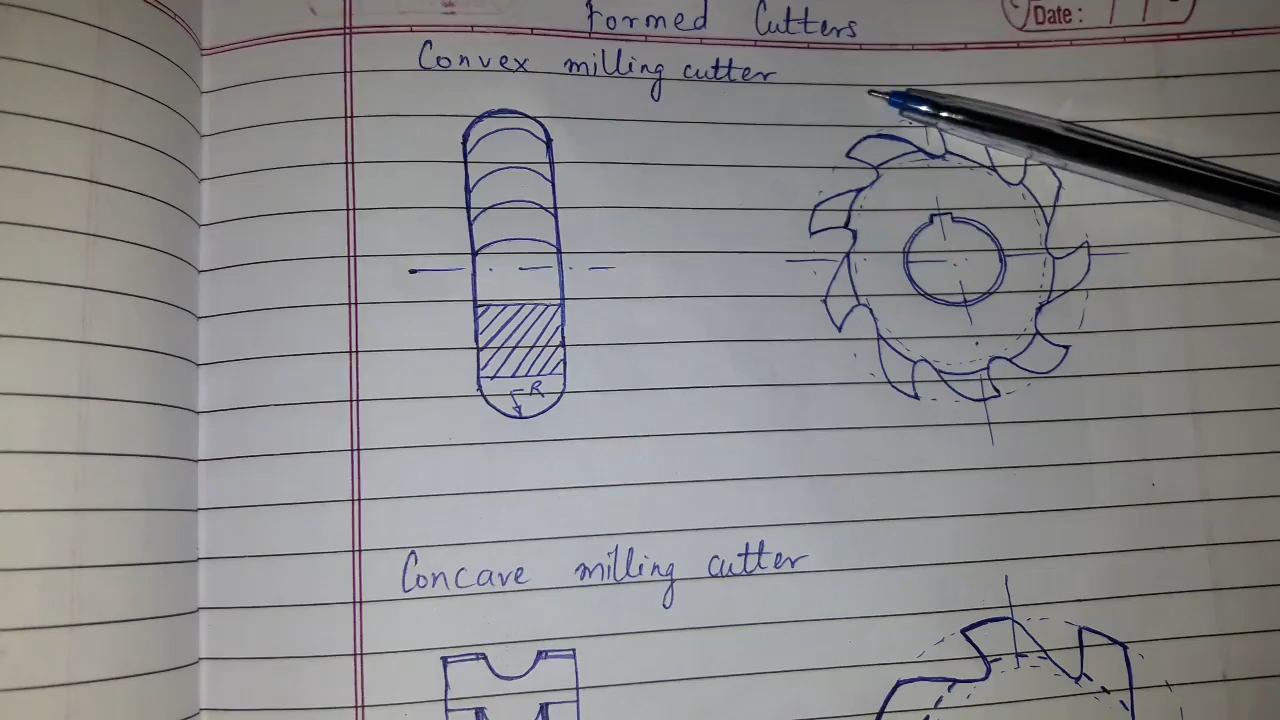 Formed Cutters
Date :
Convex milling cutter
R
Concave milling cutter